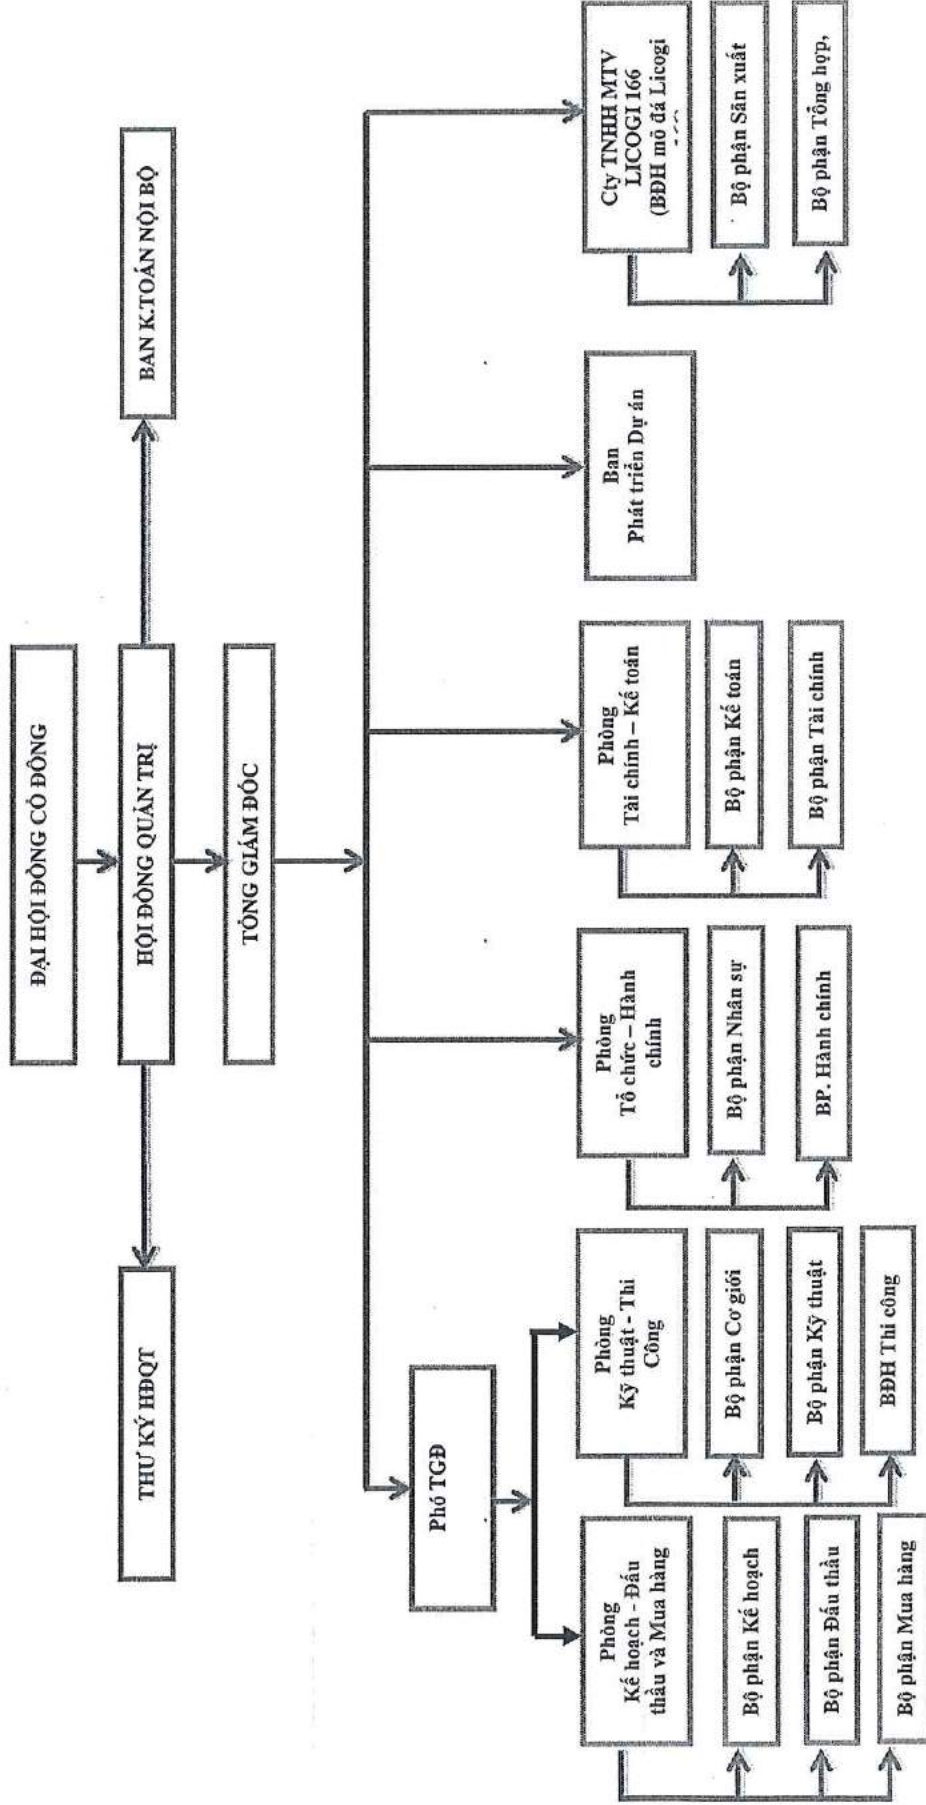 ĐẠI HỘI ĐỒNG CỔ ĐÔNG
THƯ KÝ HĐQT
HỘI ĐỒNG QUẢN TRỊ
BAN K.TOÁN NỘI BỘ
TỔNG GIÁM ĐỐC
Phó TGĐ
Phòng
Kế hoạch - Đấu
thầu và Mua hàng
Bộ phận Kế hoạch
Bộ phận Đấu thầu
Bộ phận Mua hàng
Phòng
Kỹ thuật - Thi
Công
Bộ phận Cơ giới
Bộ phận Kỹ thuật
BĐH Thi công
Phòng
Tổ chức – Hành
chính
Bộ phận Nhân sự
BP. Hành chính
Phòng
Tài chính – Kế toán
Bộ phận Kế toán
Bộ phận Tài chính
Ban
Phát triển Dự án
Cty TNHH MTV
LICOGI 166
(BĐH mỏ đá Licogi
Bộ phận Sản xuất
Bộ phận Tổng hợp,